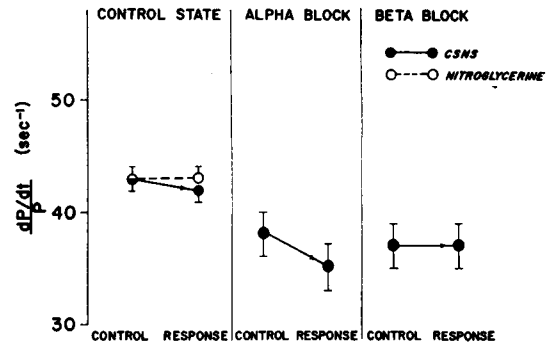 CONTROL STATE
ALPHA BLOCK
BETA BLOCK
CSNS
NITROGLYCERINE
dP/dt
P
(sec⁻¹)
50
40
30
CONTROL RESPONSE
CONTROL RESPONSE
CONTROL RESPONSE